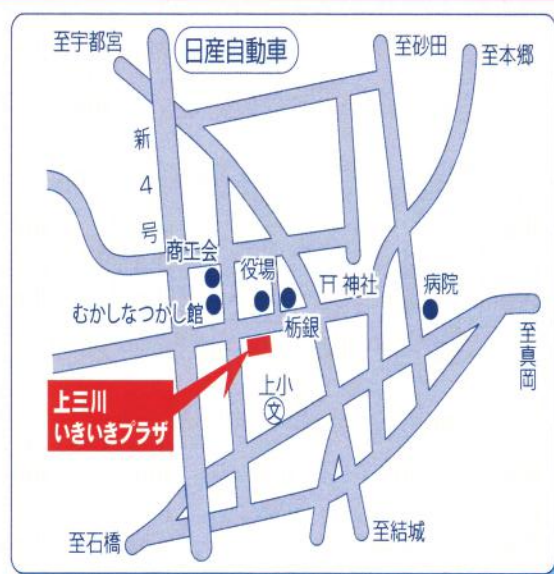 至宇都宮
日産自動車
至砂田
至本郷
新4号
商工会
役場
神社
病院
むかしなつかし館
栃銀
至真岡
上三川
いきいきプラザ
上小
文
至石橋
至結城